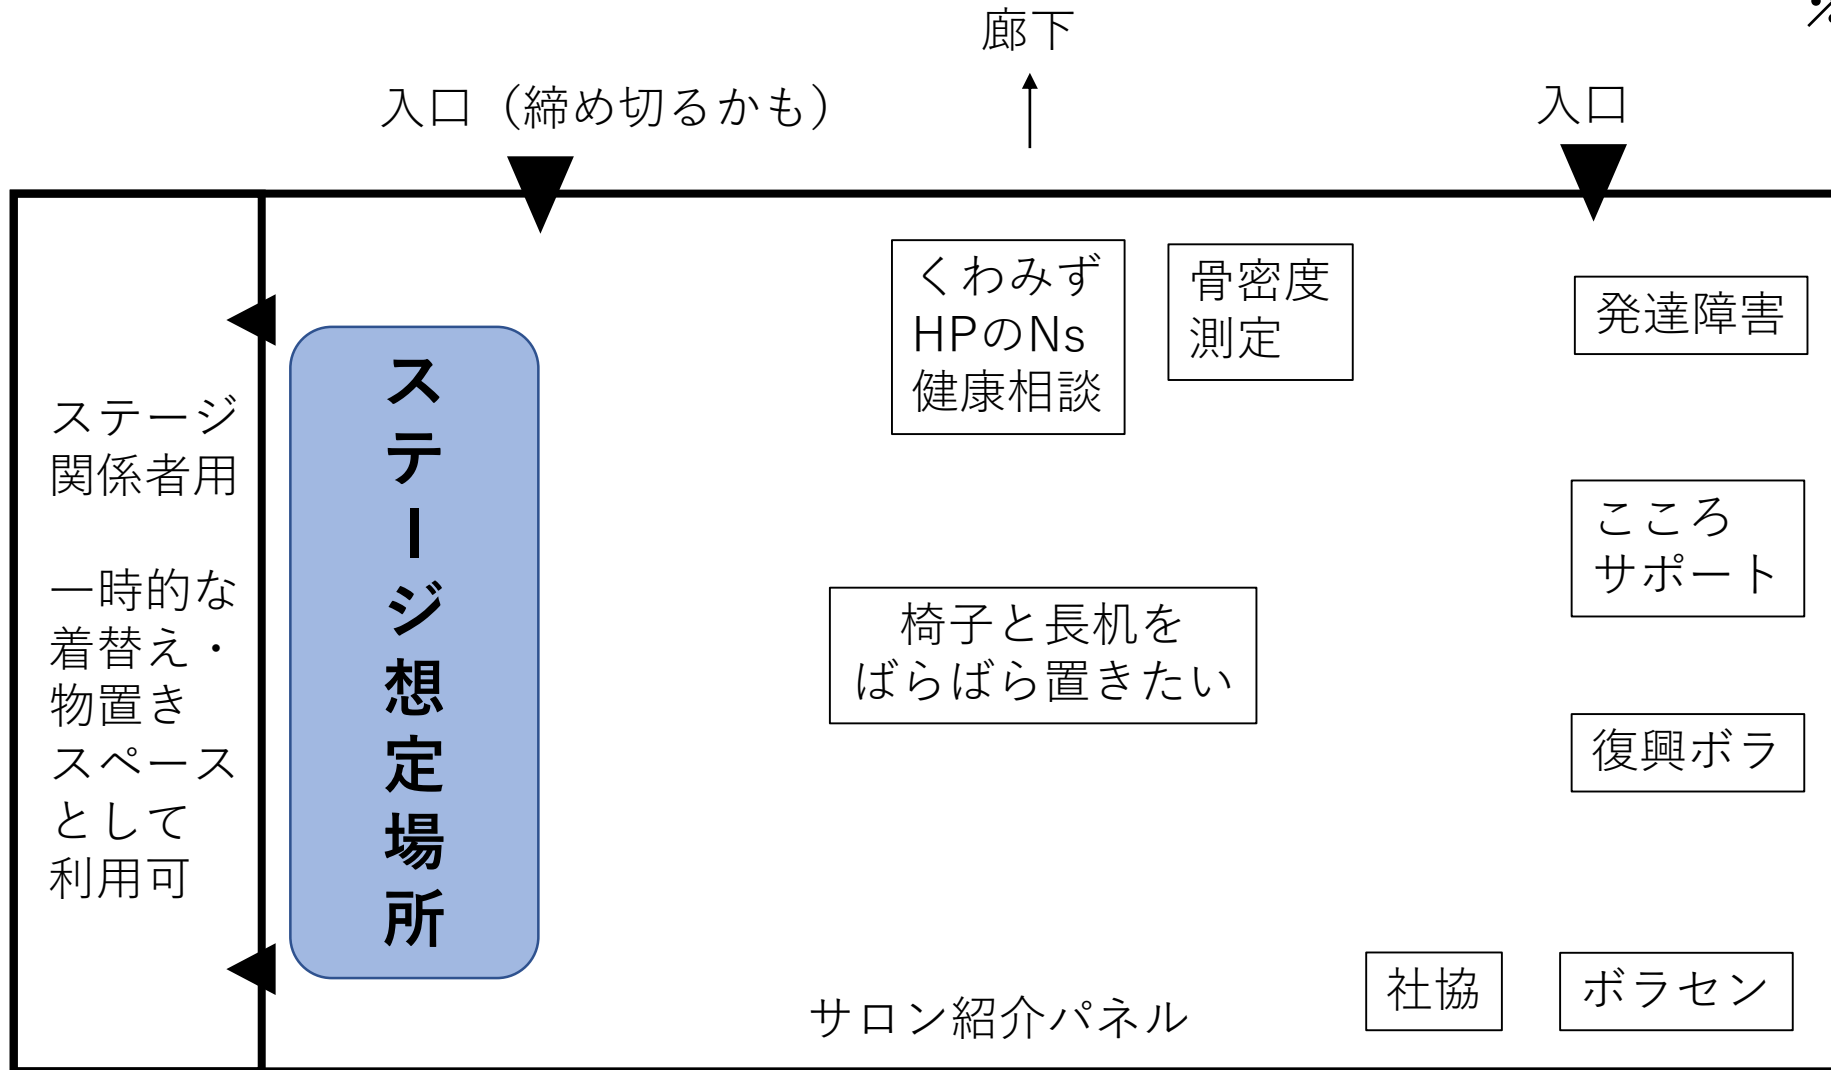 廊下
入口（締め切るかも）
入口
くわみず
HPのNs
健康相談
骨密度
測定
発達障害
ステージ
関係者用
一時的な
着替え・
物置き
スペース
として
利用可
ステージ想定場所
こころ
サポート
椅子と長机を
ばらばら置きたい
復興ボラ
社協
ボラセン
サロン紹介パネル